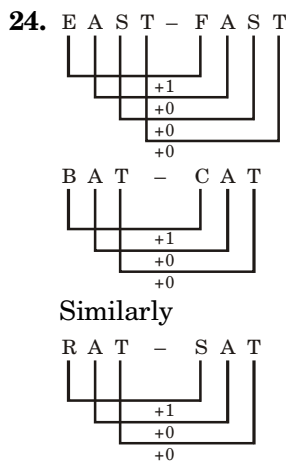 24. E A S T – F A S T
+1
+0
+0
+0
B A T – C A T
+1
+0
+0
Similarly
R A T – S A T
+1
+0
+0